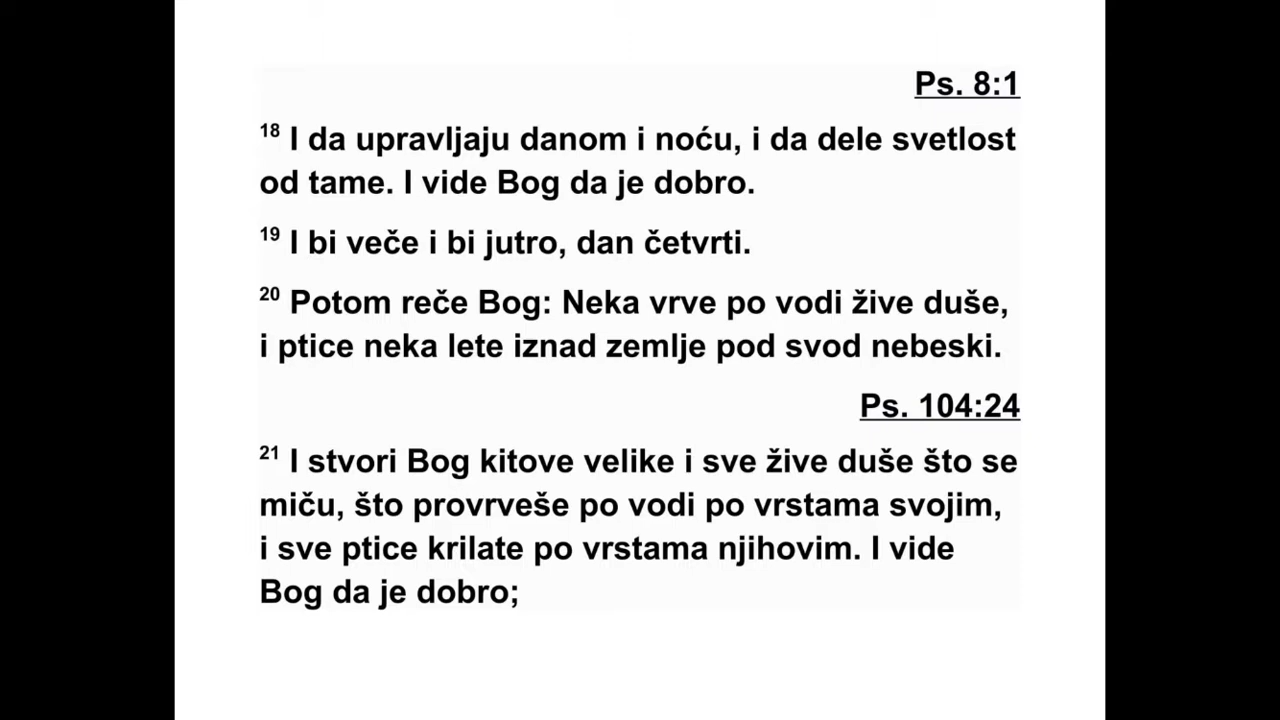 Ps. 8:1
18 I da upravljaju danom i noću, i da dele svetlost
od tame. I vide Bog da je dobro.
19 I bi veče i bi jutro, dan četvrti.
20 Potom reče Bog: Neka vrve po vodi žive duše,
i ptice neka lete iznad zemlje pod svod nebeski.
Ps. 104:24
21 I stvori Bog kitove velike i sve žive duše što se
miču, što provrveše po vodi po vrstama svojim,
i sve ptice krilate po vrstama njihovim. I vide
Bog da je dobro;